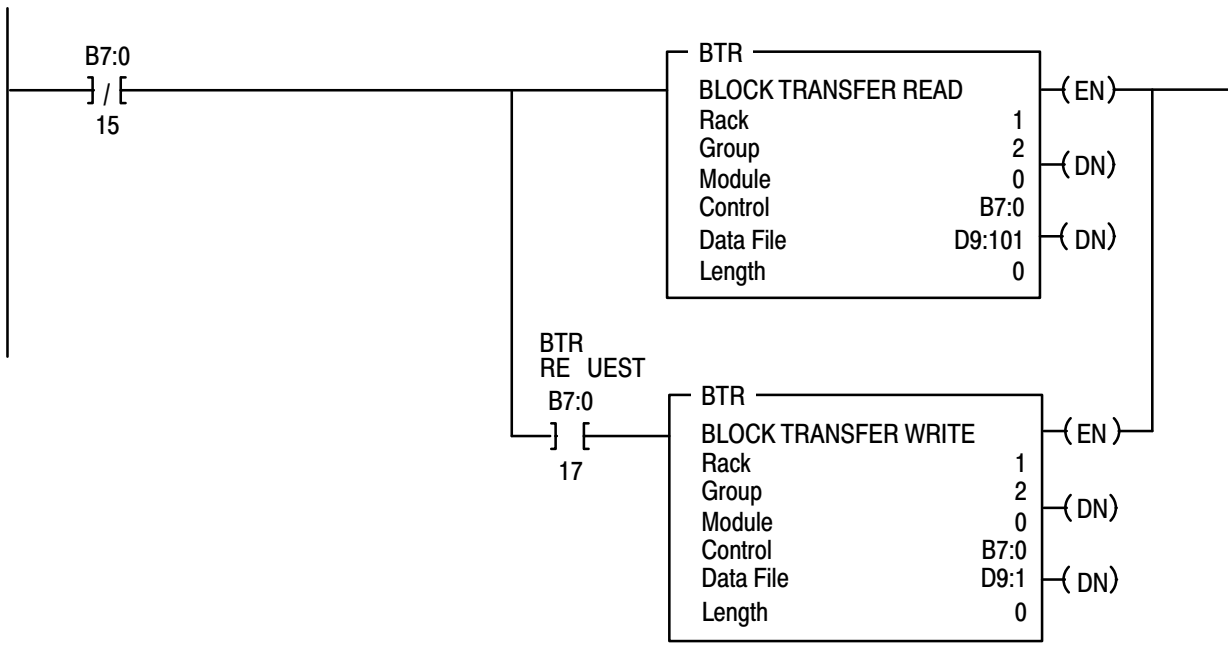 B7:0
] / [
15
BTR
BLOCK TRANSFER READ
Rack 1
Group 2
Module 0
Control B7:0
Data File D9:101
Length 0
(EN)
(DN)
(DN)
BTR
RE UEST
B7:0
] [
17
BTR
BLOCK TRANSFER WRITE
Rack 1
Group 2
Module 0
Control B7:0
Data File D9:1
Length 0
(EN)
(DN)
(DN)